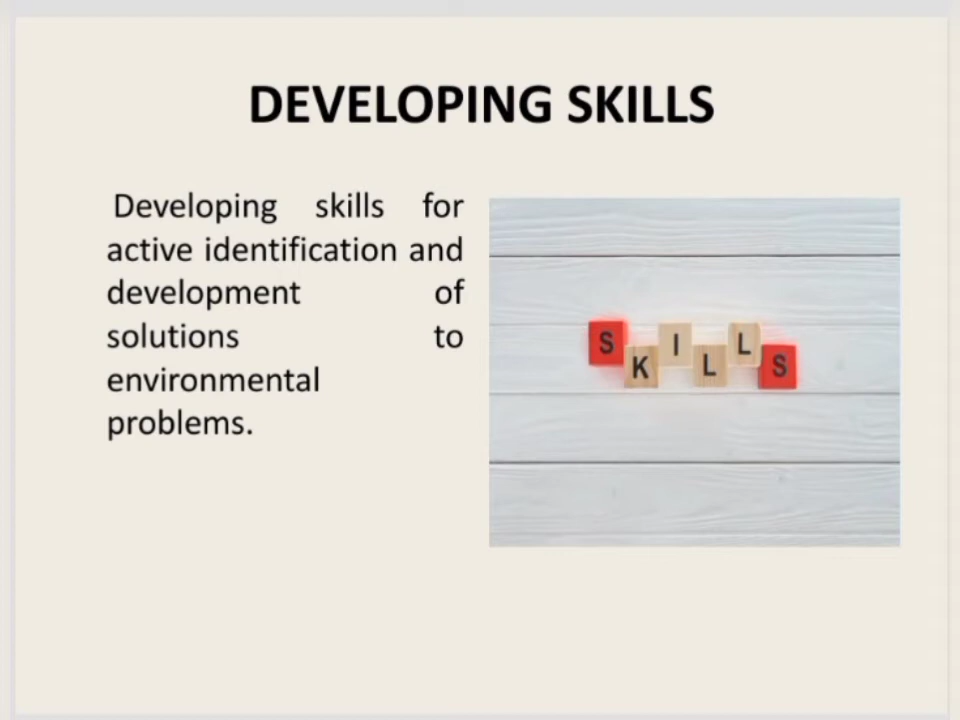 DEVELOPING SKILLS
Developing skills for
active identification and
development of
solutions to
environmental
problems.
SKILLS